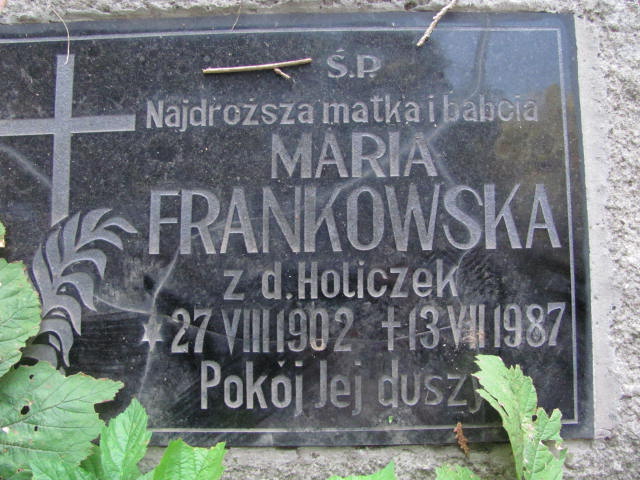 Ś.P.
Najdroższa matka i babcia
MARIA
FRANKOWSKA
z d. Holiczek
27 VIII 1902 †13 VII 1987
Pokój Jej duszy